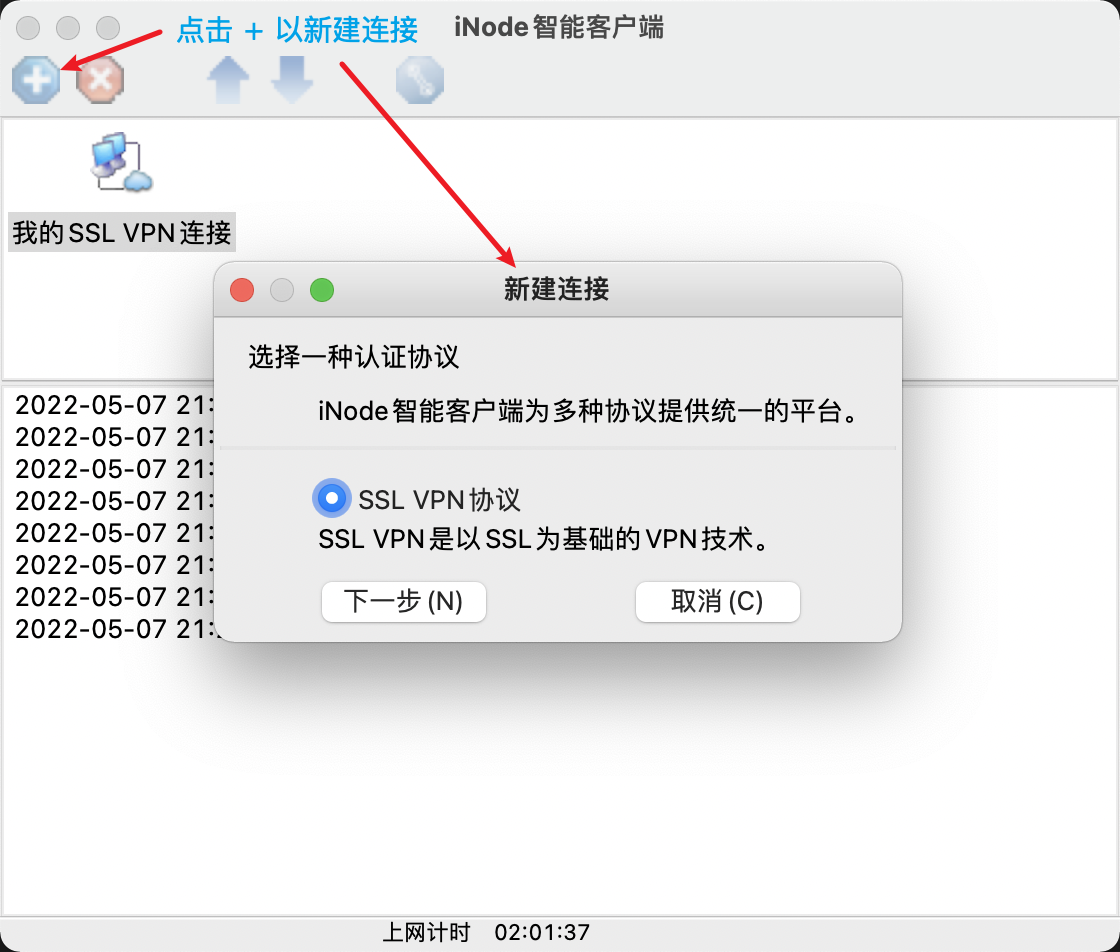 点击 + 以新建连接
iNode智能客户端
我的SSL VPN连接
新建连接
选择一种认证协议
iNode智能客户端为多种协议提供统一的平台。
SSL VPN协议
SSL VPN是以SSL为基础的VPN技术。
下一步(N)
取消(C)
2022-05-07 21:
2022-05-07 21:
2022-05-07 21:
2022-05-07 21:
2022-05-07 21:
2022-05-07 21:
2022-05-07 21:
2022-05-07 21:
上网计时 02:01:37